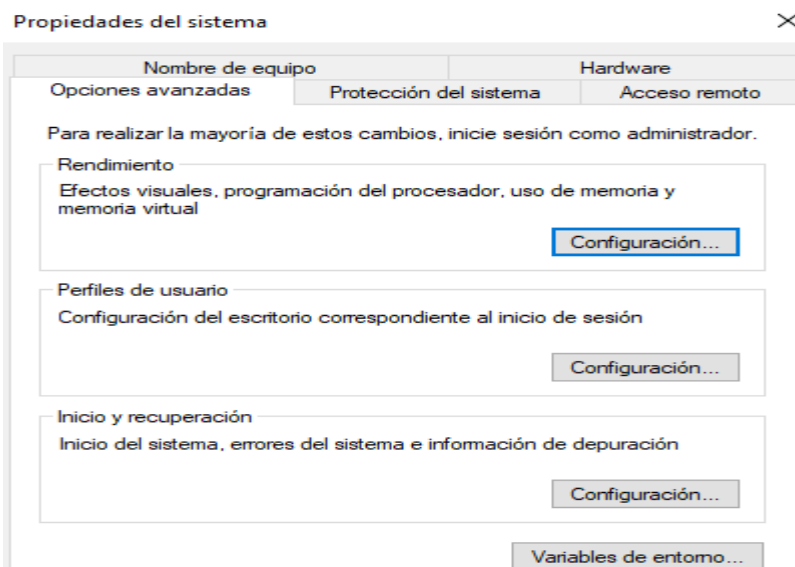 Propiedades del sistema
Nombre de equipo
Hardware
Opciones avanzadas
Protección del sistema
Acceso remoto
Para realizar la mayoría de estos cambios, inicie sesión como administrador.
Rendimiento
Efectos visuales, programación del procesador, uso de memoria y
memoria virtual
Configuración...
Perfiles de usuario
Configuración del escritorio correspondiente al inicio de sesión
Configuración...
Inicio y recuperación
Inicio del sistema, errores del sistema e información de depuración
Configuración...
Variables de entorno...